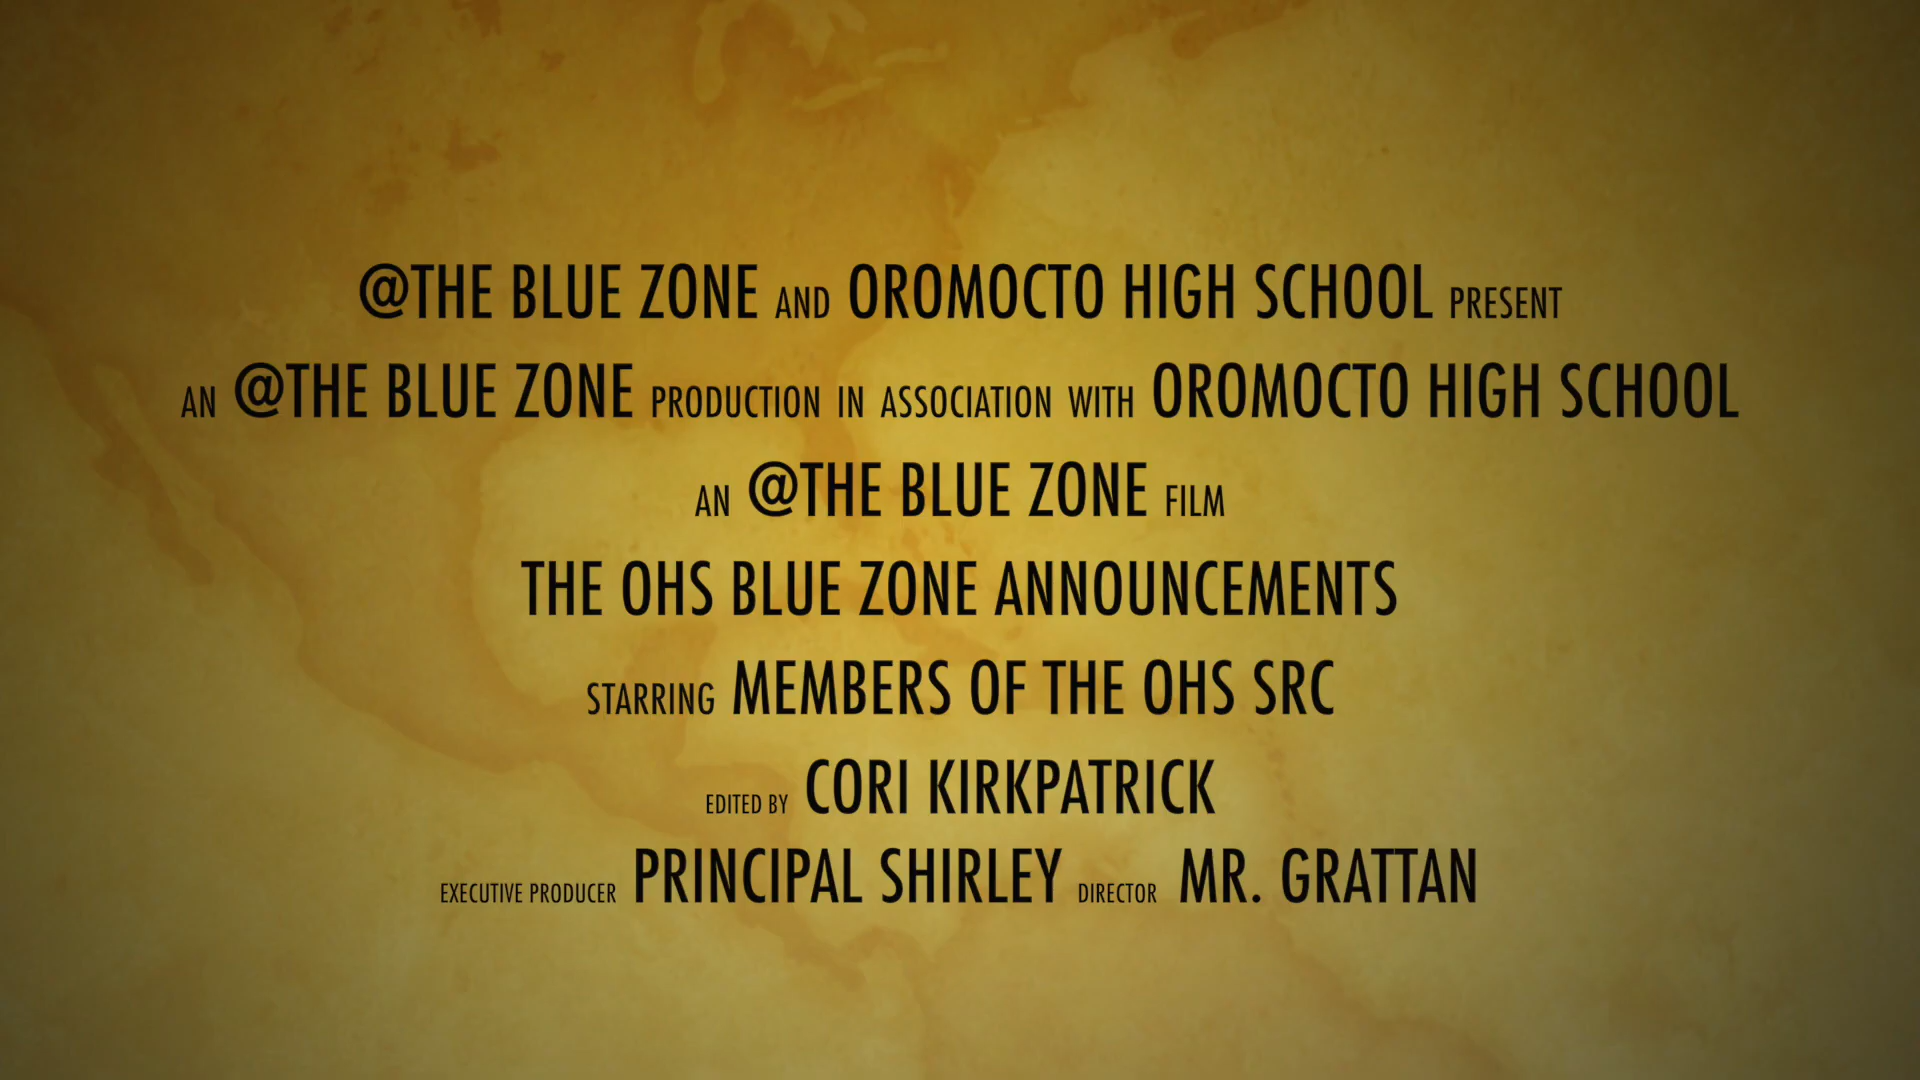 @THE BLUE ZONE AND OROMOCTO HIGH SCHOOL PRESENT
AN @THE BLUE ZONE PRODUCTION IN ASSOCIATION WITH OROMOCTO HIGH SCHOOL
AN @THE BLUE ZONE FILM
THE OHS BLUE ZONE ANNOUNCEMENTS
STARRING MEMBERS OF THE OHS SRC
EDITED BY CORI KIRKPATRICK
EXECUTIVE PRODUCER PRINCIPAL SHIRLEY DIRECTOR MR. GRATTAN